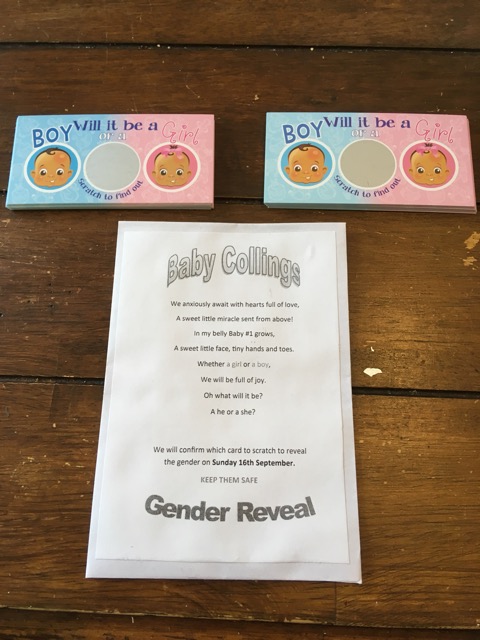 Will it be a
BOY or a Girl
Scratch to find out
Will it be a
BOY or a Girl
Scratch to find out
Baby Collings
We anxiously await with hearts full of love,
A sweet little miracle sent from above!
In my belly Baby #1 grows,
A sweet little face, tiny hands and toes.
Whether a girl or a boy,
We will be full of joy.
Oh what will it be?
A he or a she?
We will confirm which card to scratch to reveal
the gender on Sunday 16th September.
KEEP THEM SAFE
Gender Reveal